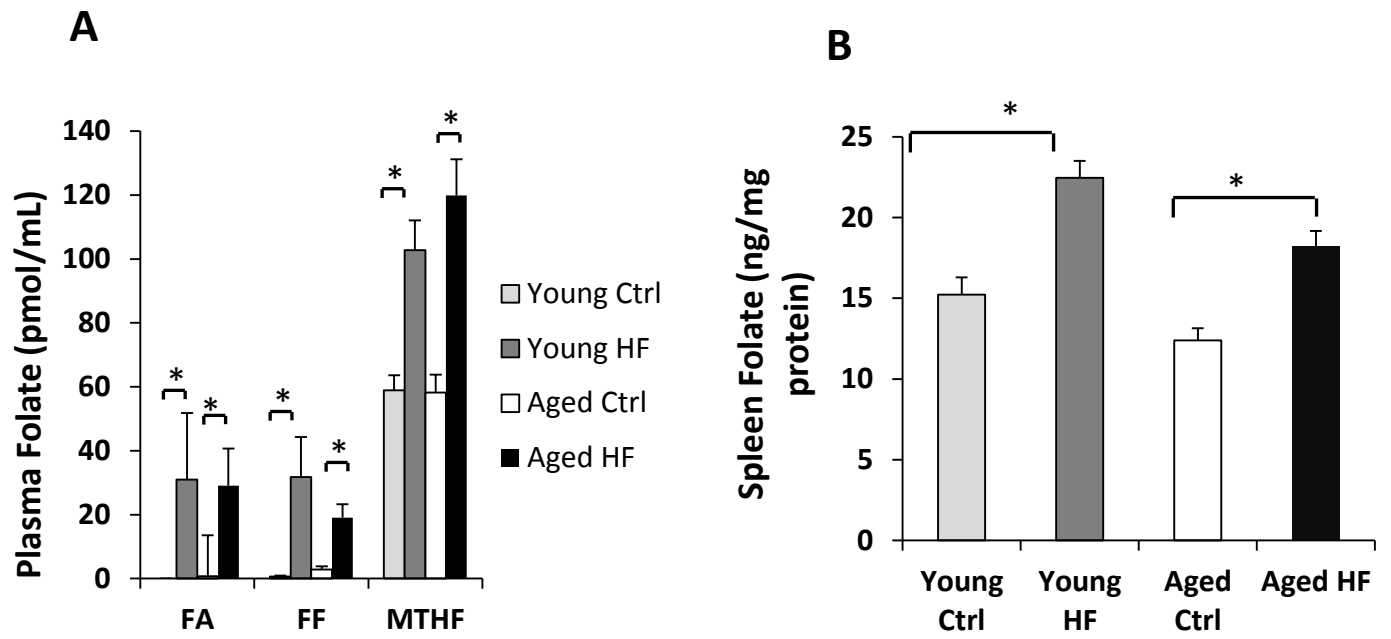 A
Plasma Folate (pmol/mL)
140
120
100
80
60
40
20
0
*
*
*
*
*
*
FA FF MTHF
Young Ctrl
Young HF
Aged Ctrl
Aged HF
B
Spleen Folate (ng/mg
protein)
25
20
15
10
5
0
*
*
Young
Ctrl
Young
HF
Aged
Ctrl
Aged HF